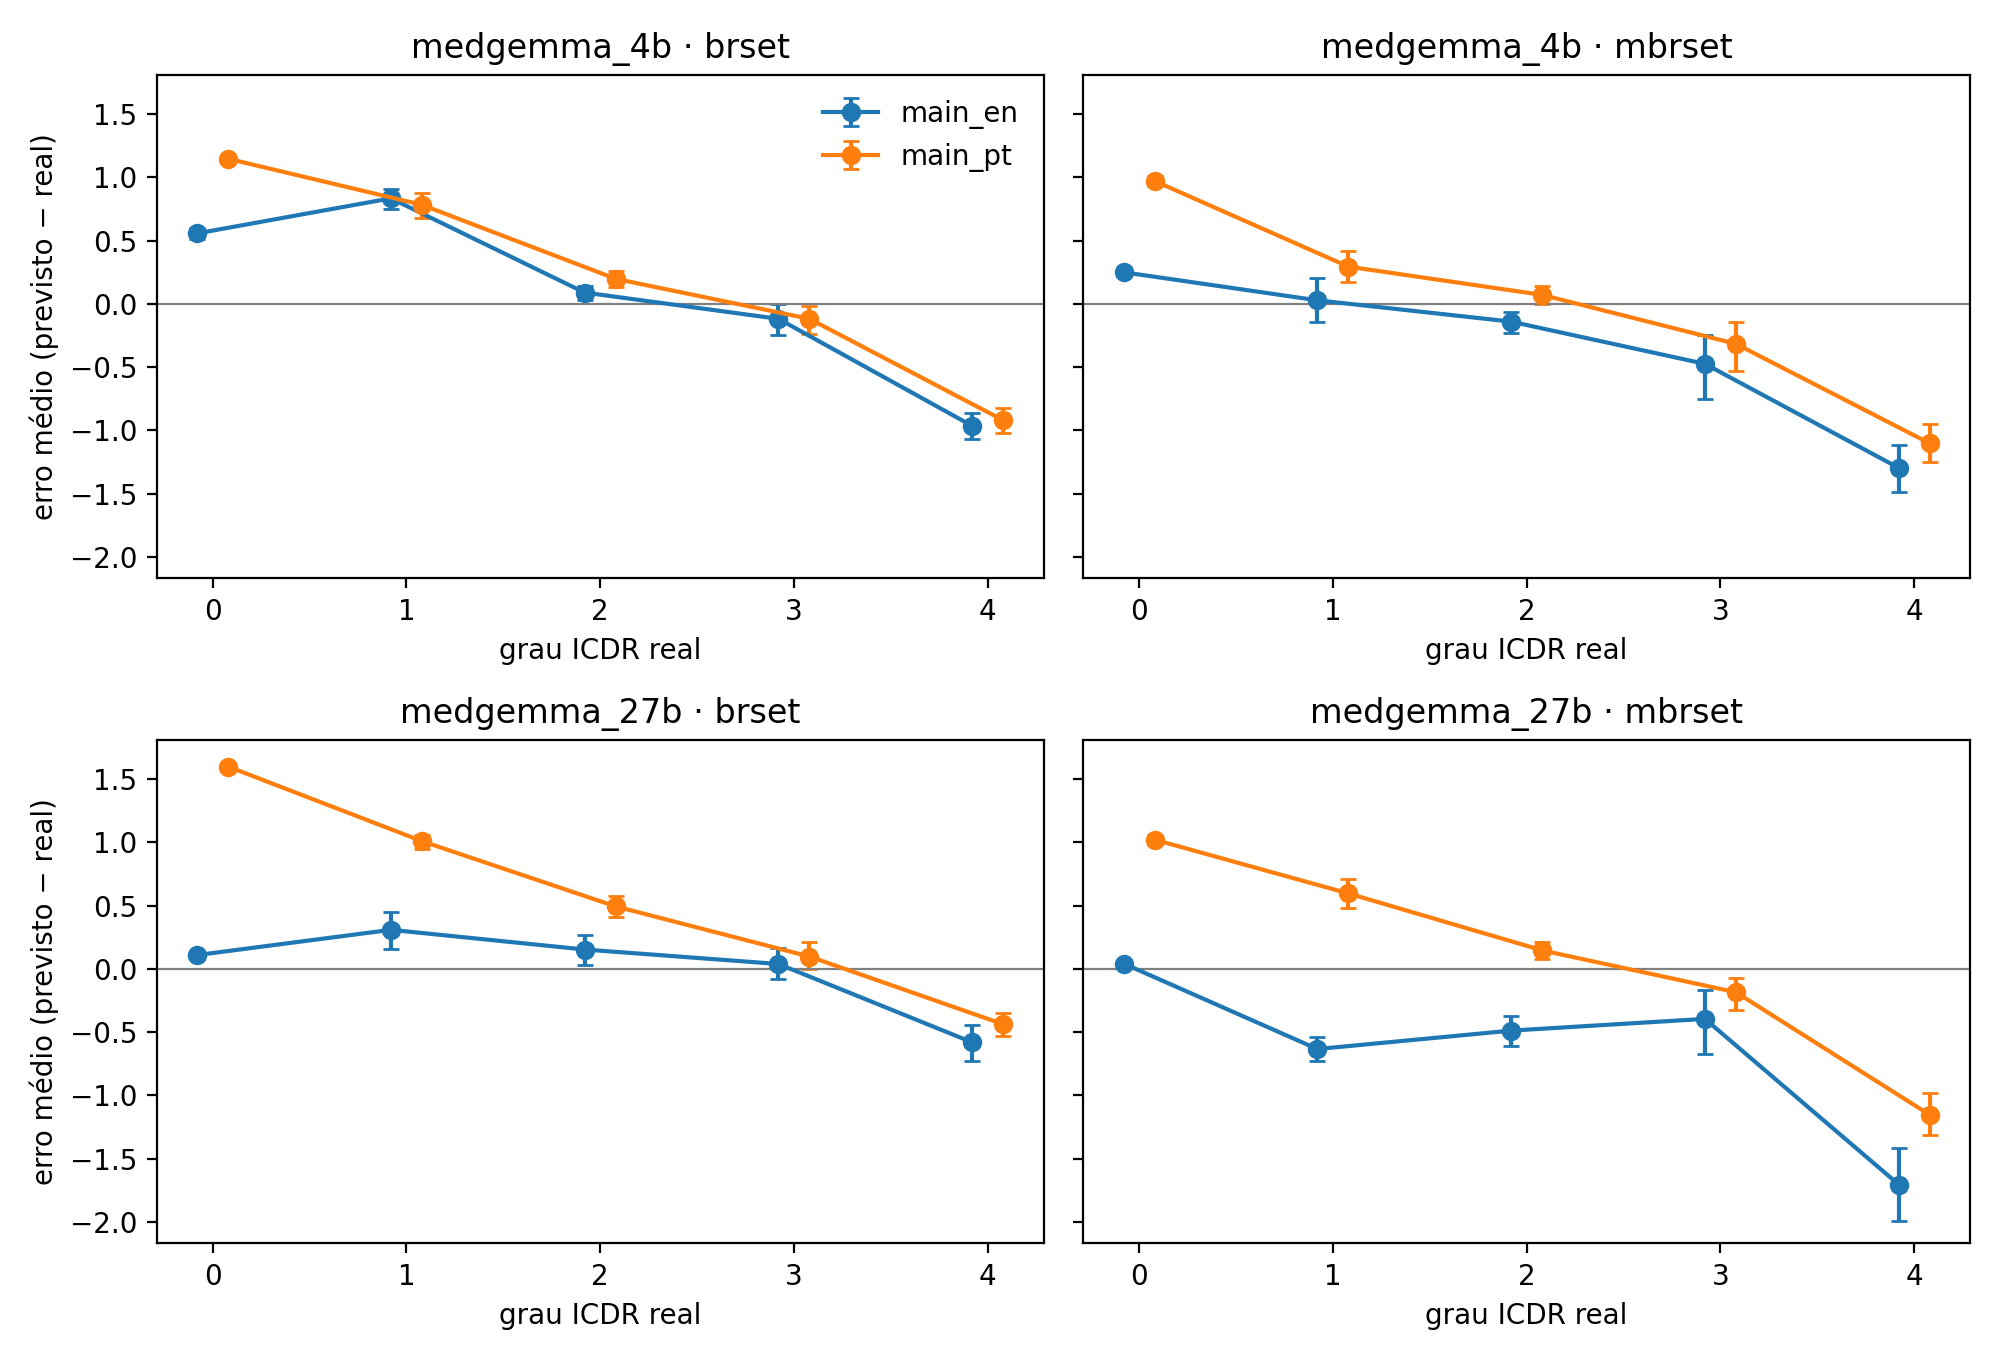 medgemma_4b · brset
medgemma_4b · mbrset
erro médio (previsto − real)
1.5
1.0
0.5
0.0
−0.5
−1.0
−1.5
−2.0
main_en
main_pt
0 1 2 3 4
0 1 2 3 4
grau ICDR real
grau ICDR real
medgemma_27b · brset
medgemma_27b · mbrset
erro médio (previsto − real)
1.5
1.0
0.5
0.0
−0.5
−1.0
−1.5
−2.0
0 1 2 3 4
0 1 2 3 4
grau ICDR real
grau ICDR real